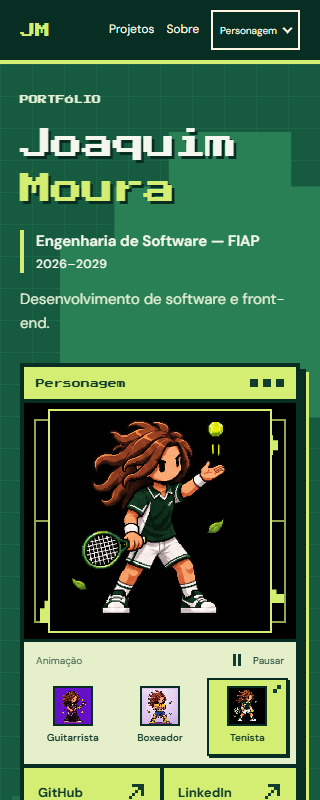 JM
Projetos
Sobre
Personagem
PORTFóLIO
Joaquim
Moura
Engenharia de Software — FIAP
2026–2029
Desenvolvimento de software e front-
end.
Personagem
Animação
Pausar
Guitarrista
Boxeador
Tenista
GitHub
LinkedIn